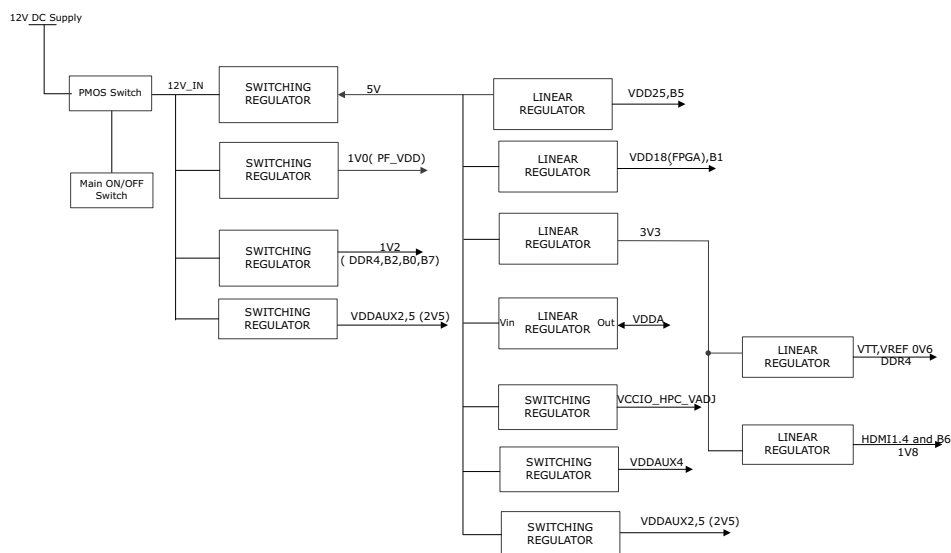 12V DC Supply
PMOS Switch
Main ON/OFF
Switch
12V_IN
SWITCHING
REGULATOR
5V
SWITCHING
REGULATOR
1V0( PF_VDD)
SWITCHING
REGULATOR
1V2
( DDR4,B2,B0,B7)
SWITCHING
REGULATOR
VDDAUX2,5 (2V5)
LINEAR
REGULATOR
VDD25,B5
LINEAR
REGULATOR
VDD18(FPGA),B1
LINEAR
REGULATOR
3V3
Vin
LINEAR
REGULATOR
Out
VDDA
SWITCHING
REGULATOR
VCCIO_HPC_VADJ
SWITCHING
REGULATOR
VDDAUX4
SWITCHING
REGULATOR
VDDAUX2,5 (2V5)
LINEAR
REGULATOR
VTT,VREF 0V6
DDR4
LINEAR
REGULATOR
HDMI1.4 and B6
1V8